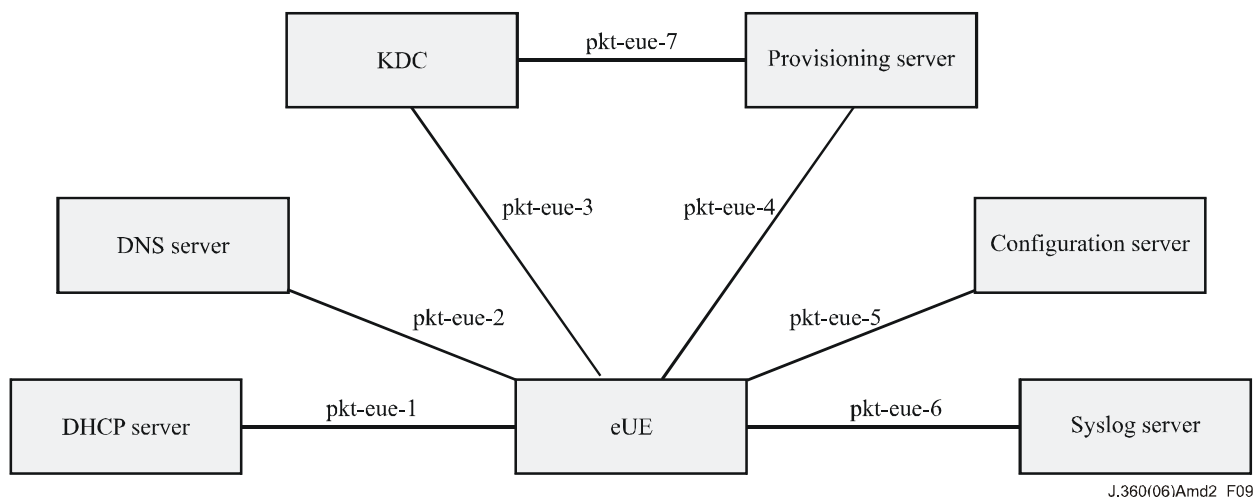 pkt-eue-7
KDC
Provisioning server
pkt-eue-3
pkt-eue-4
DNS server
Configuration server
pkt-eue-2
pkt-eue-5
pkt-eue-1
pkt-eue-6
DHCP server
eUE
Syslog server
J.360(06)Amd2_F09